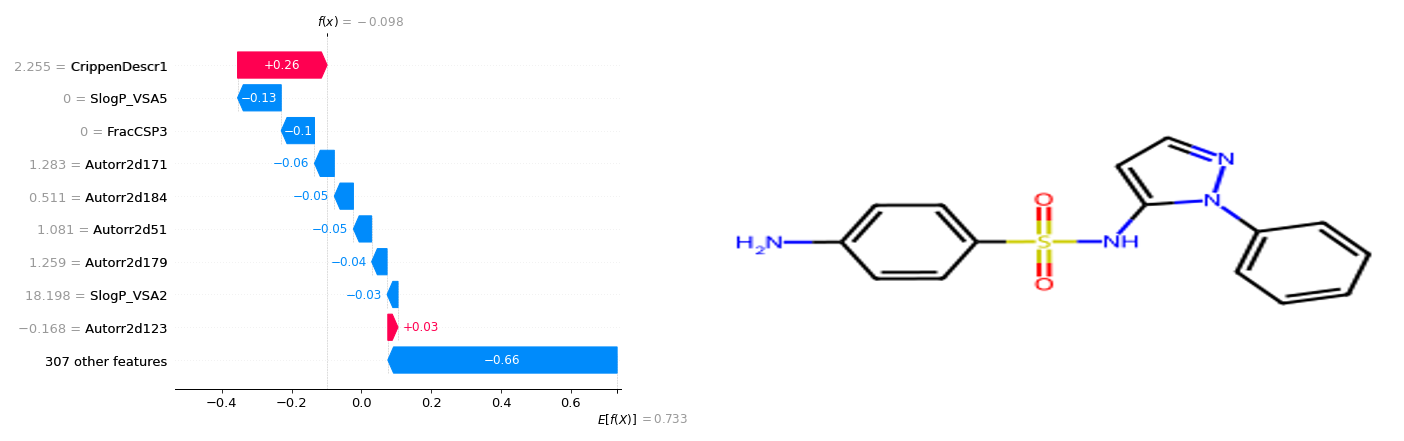 f(x) = −0.098
2.255 = CrippenDescr1
+0.26
0 = SlogP_VSA5
−0.13
0 = FracCSP3
−0.1
1.283 = Autorr2d171
−0.06
0.511 = Autorr2d184
−0.05
1.081 = Autorr2d51
−0.05
1.259 = Autorr2d179
−0.04
18.198 = SlogP_VSA2
−0.03
−0.168 = Autorr2d123
+0.03
307 other features
−0.66
−0.4 −0.2 0.0 0.2 0.4 0.6
E[f(X)] = 0.733
H2N
O
S
O
NH
N
N